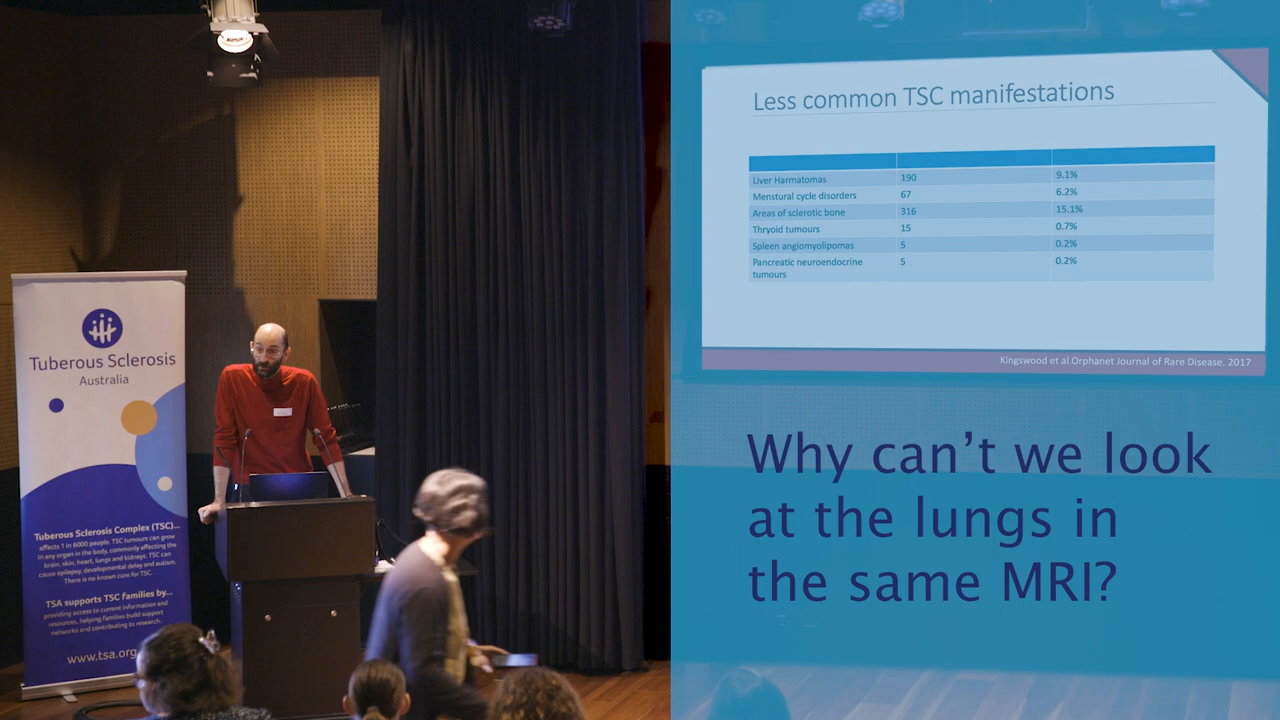 Tuberous Sclerosis
Australia
Tuberous Sclerosis Complex (TSC)...
affects 1 in 6000 people. TSC tumours can grow
in any organ in the body, commonly affecting the
brain, skin, heart, lungs and kidneys. TSC can
cause epilepsy, developmental delay and autism.
There is no known cure for TSC.
TSA supports TSC families by...
providing access to current information and
resources, helping families build support
networks and contributing to research.
www.tsa.org
Less common TSC manifestations
Liver Harmatomas 190 9.1%
Menstural cycle disorders 67 6.2%
Areas of sclerotic bone 316 15.1%
Thryoid tumours 15 0.7%
Spleen angiomyolipomas 5 0.2%
Pancreatic neuroendocrine 5 0.2%
tumours
Kingswood et al.Orphanet Journal of Rare Disease. 2017
Why can't we look
at the lungs in
the same MRI?